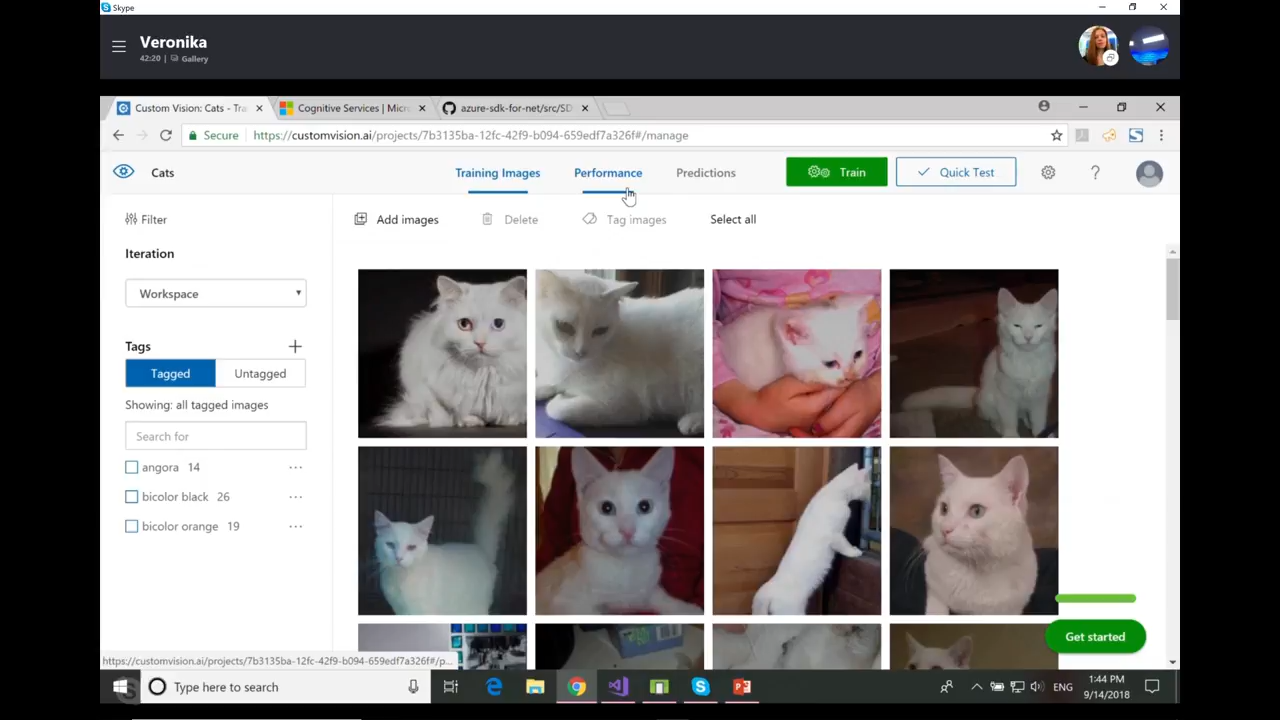 Skype
Veronika
42:20 | Gallery
Custom Vision: Cats - Tra
Cognitive Services | Micr
azure-sdk-for-net/src/SD
Secure
https://customvision.ai/projects/7b3135ba-12fc-42f9-b094-659edf7a326f#/manage
Cats
Training Images
Performance
Predictions
Train
Quick Test
Filter
Add images
Delete
Tag images
Select all
Iteration
Workspace
Tags
Tagged
Untagged
Showing: all tagged images
Search for
angora 14
bicolor black 26
bicolor orange 19
Get started
https://customvision.ai/projects/7b3135ba-12fc-42f9-b094-659edf7a326f#/p...
Type here to search
ENG
1:44 PM
9/14/2018